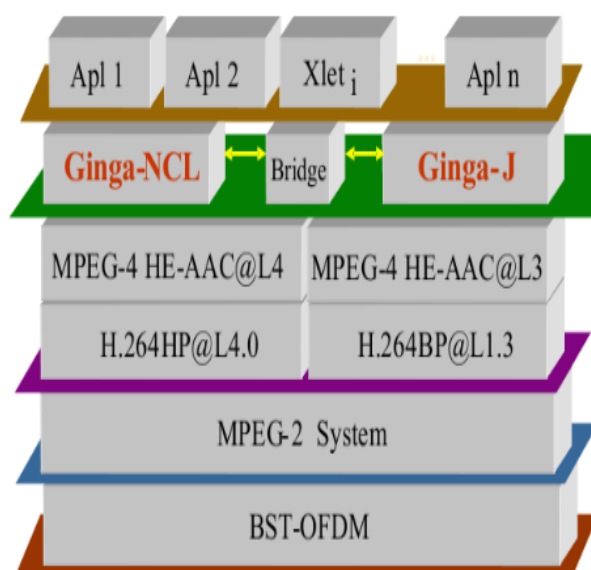 Apl 1 Apl 2 Xlet i ... Apl n
Ginga-NCL Bridge Ginga-J
MPEG-4 HE-AAC@L4 MPEG-4 HE-AAC@L3
H.264HP@L4.0 H.264BP@L1.3
MPEG-2 System
BST-OFDM